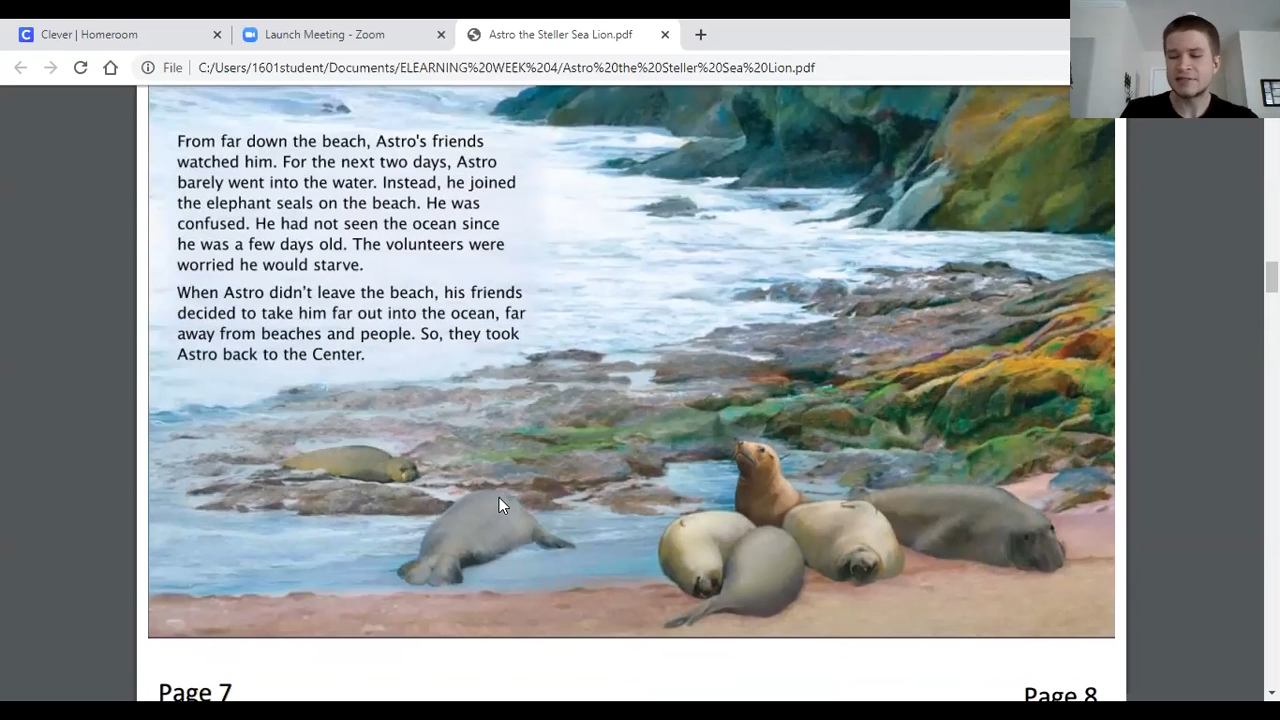 Clever | Homeroom
Launch Meeting - Zoom
Astro the Steller Sea Lion.pdf
File
C:/Users/1601student/Documents/ELEARNING%20WEEK%204/Astro%20the%20Steller%20Sea%20Lion.pdf
From far down the beach, Astro's friends
watched him. For the next two days, Astro
barely went into the water. Instead, he joined
the elephant seals on the beach. He was
confused. He had not seen the ocean since
he was a few days old. The volunteers were
worried he would starve.
When Astro didn't leave the beach, his friends
decided to take him far out into the ocean, far
away from beaches and people. So, they took
Astro back to the Center.
Page 7
Page 8